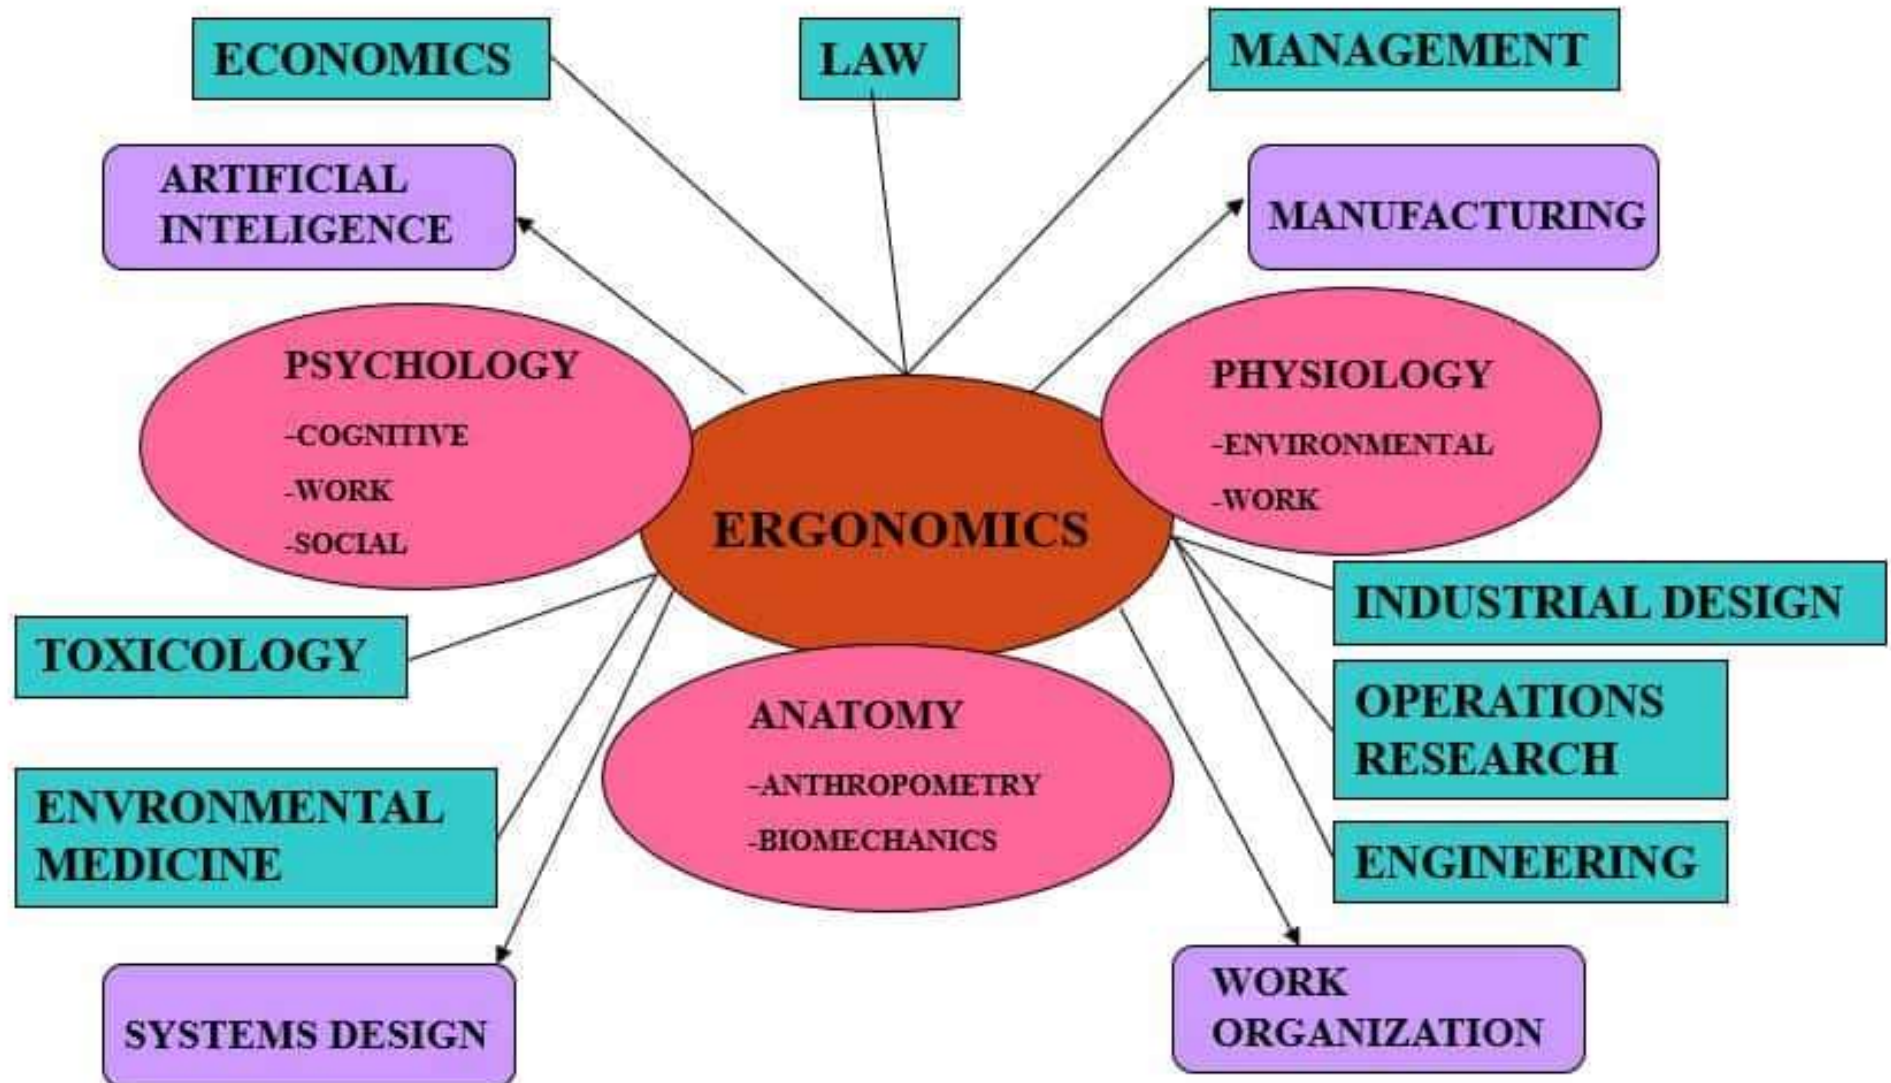 ECONOMICS
LAW
MANAGEMENT
ARTIFICIAL
INTELIGENCE
MANUFACTURING
PSYCHOLOGY
-COGNITIVE
-WORK
-SOCIAL
PHYSIOLOGY
-ENVIRONMENTAL
-WORK
ERGONOMICS
TOXICOLOGY
INDUSTRIAL DESIGN
ANATOMY
-ANTHROPOMETRY
-BIOMECHANICS
OPERATIONS
RESEARCH
ENVRONMENTAL
MEDICINE
ENGINEERING
SYSTEMS DESIGN
WORK
ORGANIZATION